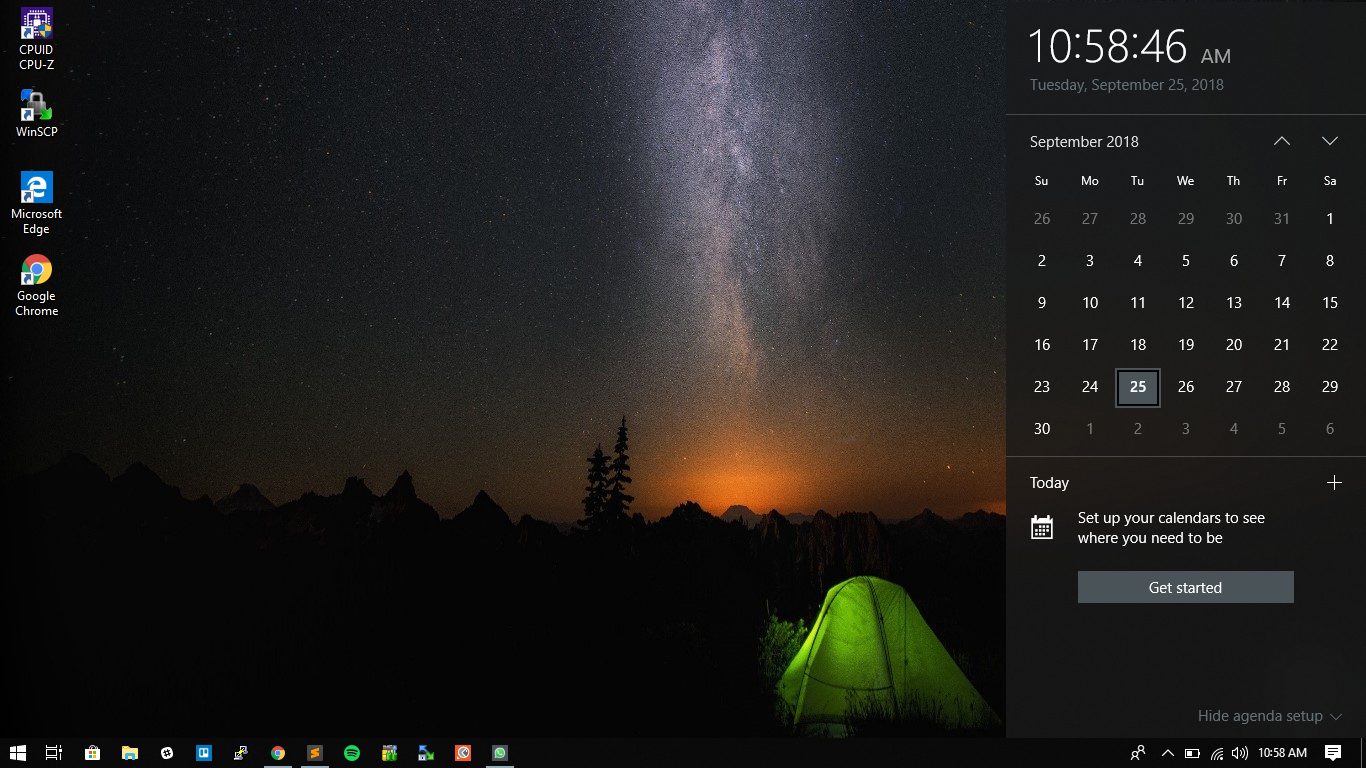 CPUID
CPU-Z
WinSCP
Microsoft
Edge
Google
Chrome
10:58:46 AM
Tuesday, September 25, 2018
September 2018
Su Mo Tu We Th Fr Sa
26 27 28 29 30 31 1
2 3 4 5 6 7 8
9 10 11 12 13 14 15
16 17 18 19 20 21 22
23 24 25 26 27 28 29
30 1 2 3 4 5 6
Today
Set up your calendars to see
where you need to be
Get started
Hide agenda setup
10:58 AM